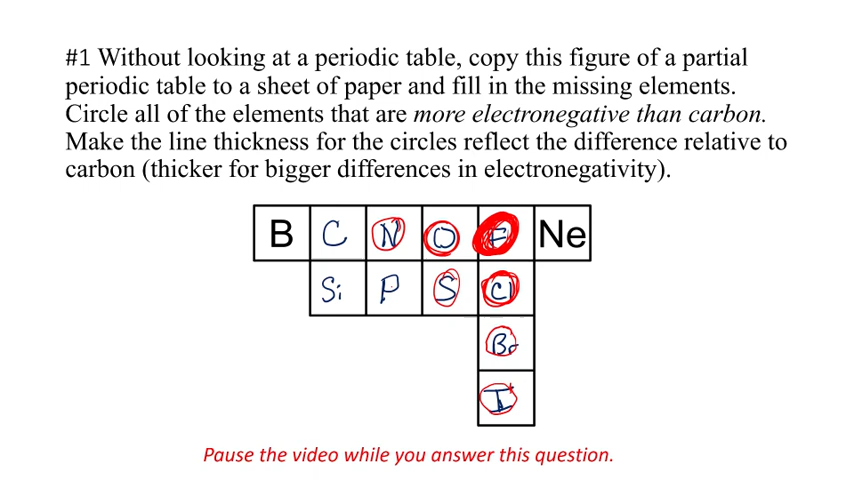 #1 Without looking at a periodic table, copy this figure of a partial
periodic table to a sheet of paper and fill in the missing elements.
Circle all of the elements that are more electronegative than carbon.
Make the line thickness for the circles reflect the difference relative to
carbon (thicker for bigger differences in electronegativity).
B C N O F Ne
Si P S Cl
Br
I
Pause the video while you answer this question.